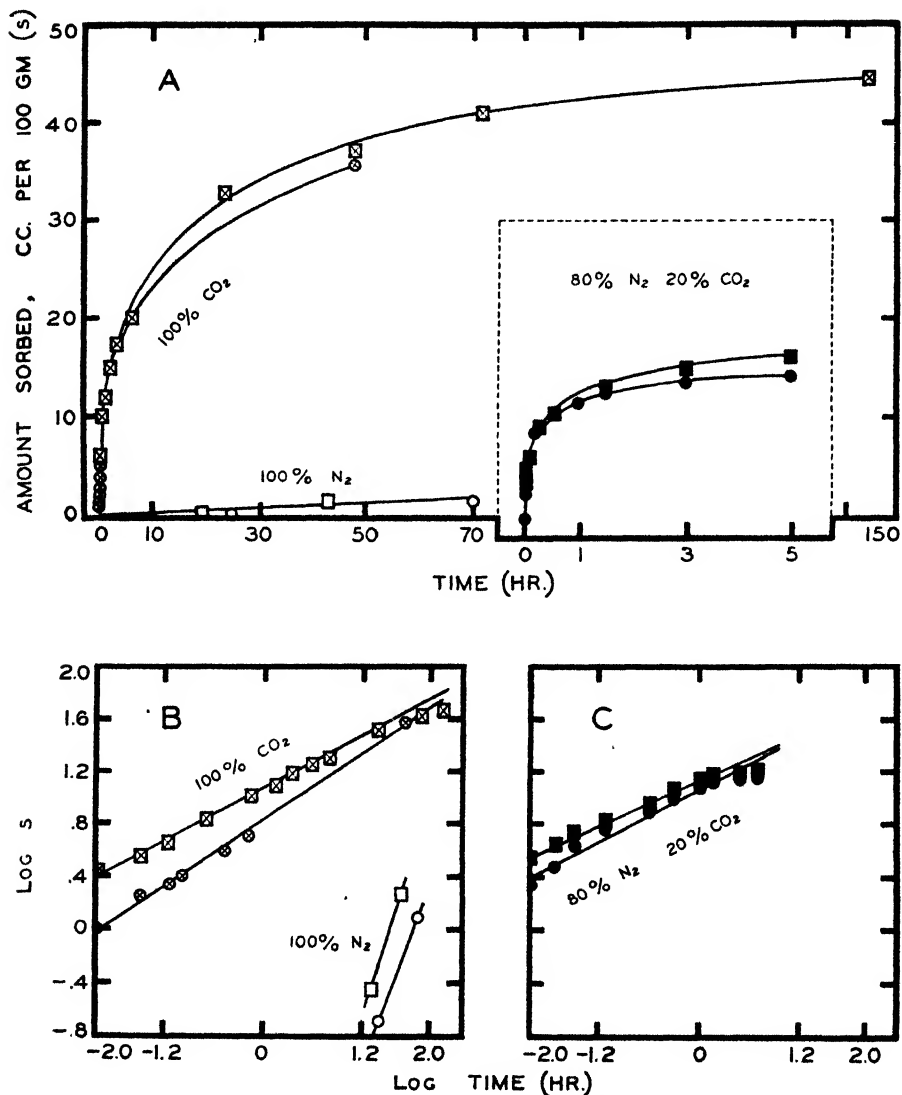 AMOUNT SORBED, CC. PER 100 GM (S)
50
40
30
20
10
0
A
100% CO₂
100% N₂
80% N₂ 20% CO₂
0 10 30 50 70 0 1 3 5 150
TIME (HR.)
LOG S
2.0
1.6
1.2
.8
.4
0
-.4
-.8
B
100% CO₂
100% N₂
-2.0 -1.2 0 1.2 2.0
C
80% N₂ 20% CO₂
-2.0 -1.2 0 1.2 2.0
LOG TIME (HR.)